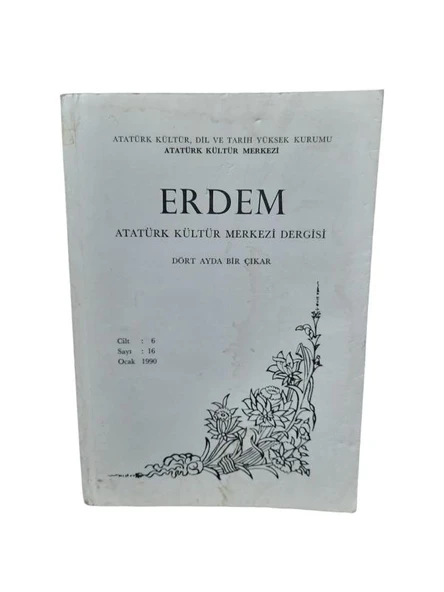 ATATÜRK KÜLTÜR, DİL VE TARİH YÜKSEK KURUMU
ATATÜRK KÜLTÜR MERKEZİ
ERDEM
ATATÜRK KÜLTÜR MERKEZİ DERGİSİ
DÖRT AYDA BİR ÇIKAR
Cilt : 6
Sayı : 16
Ocak 1990